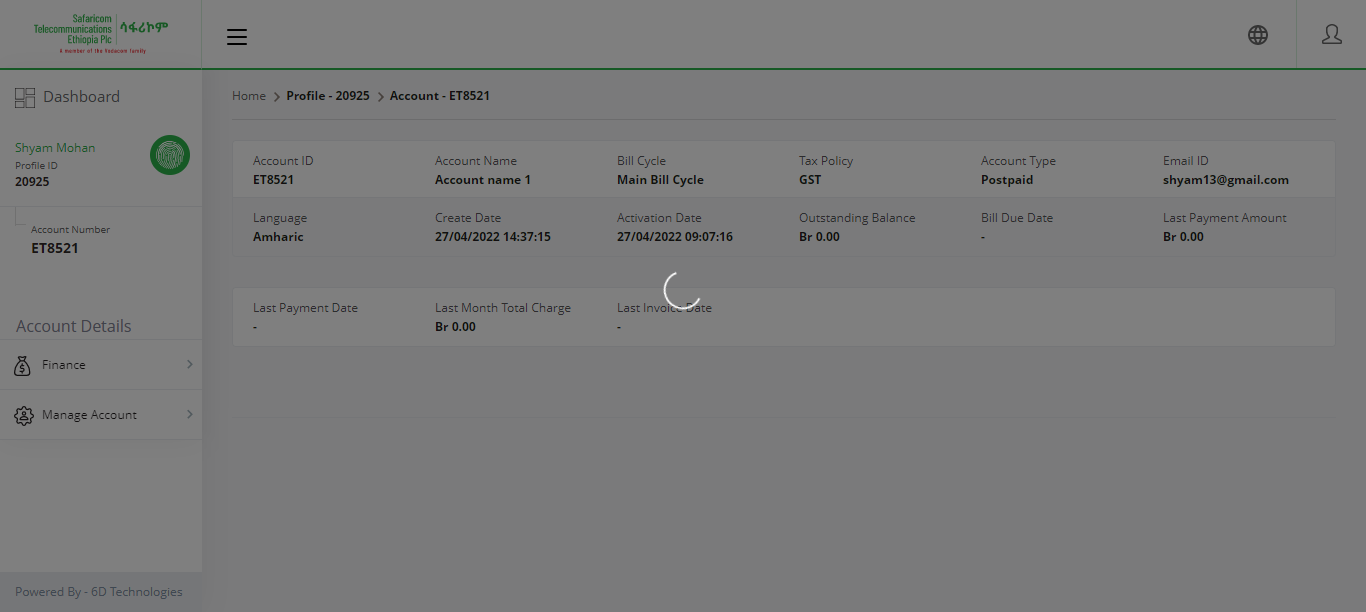 Safaricom
Telecommunications
Ethiopia Plc
ሳፋሪኮም
A member of the Vodacom family
Dashboard
Shyam Mohan
Profile ID
20925
Account Number
ET8521
Account Details
Finance
Manage Account
Powered By - 6D Technologies
Home > Profile - 20925 > Account - ET8521
Account ID Account Name Bill Cycle Tax Policy Account Type Email ID
ET8521 Account name 1 Main Bill Cycle GST Postpaid shyam13@gmail.com
Language Create Date Activation Date Outstanding Balance Bill Due Date Last Payment Amount
Amharic 27/04/2022 14:37:15 27/04/2022 09:07:16 Br 0.00 - Br 0.00
Last Payment Date Last Month Total Charge Last Invoice Date
- Br 0.00 -